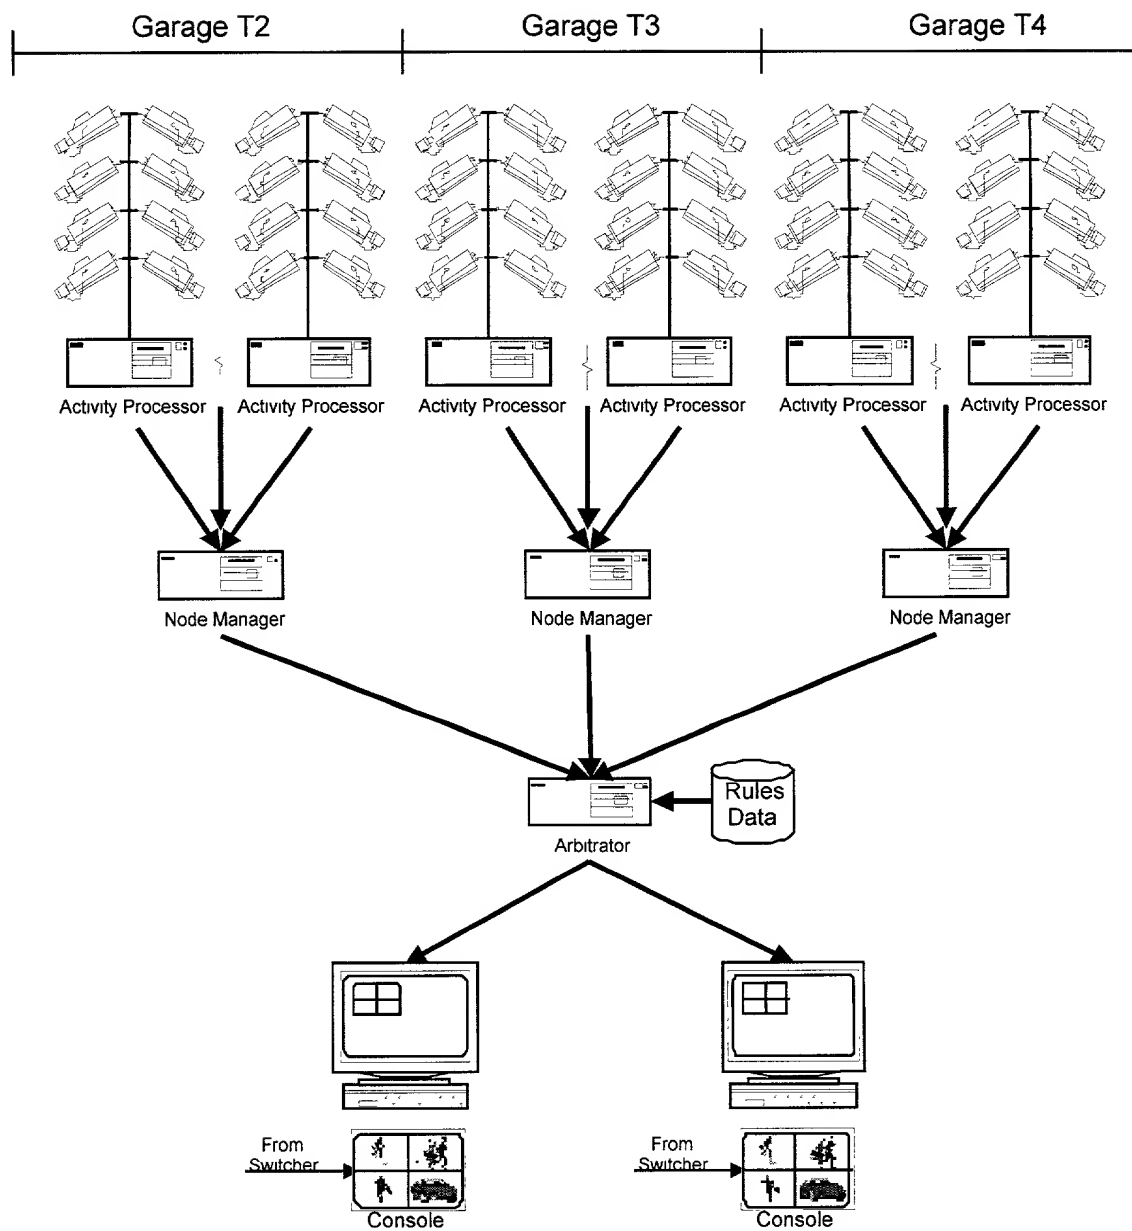 Garage T2 Garage T3 Garage T4
Activity Processor Activity Processor Activity Processor Activity Processor Activity Processor Activity Processor
Node Manager Node Manager Node Manager
Rules
Data
Arbitrator
From
Switcher
From
Switcher
Console
Console